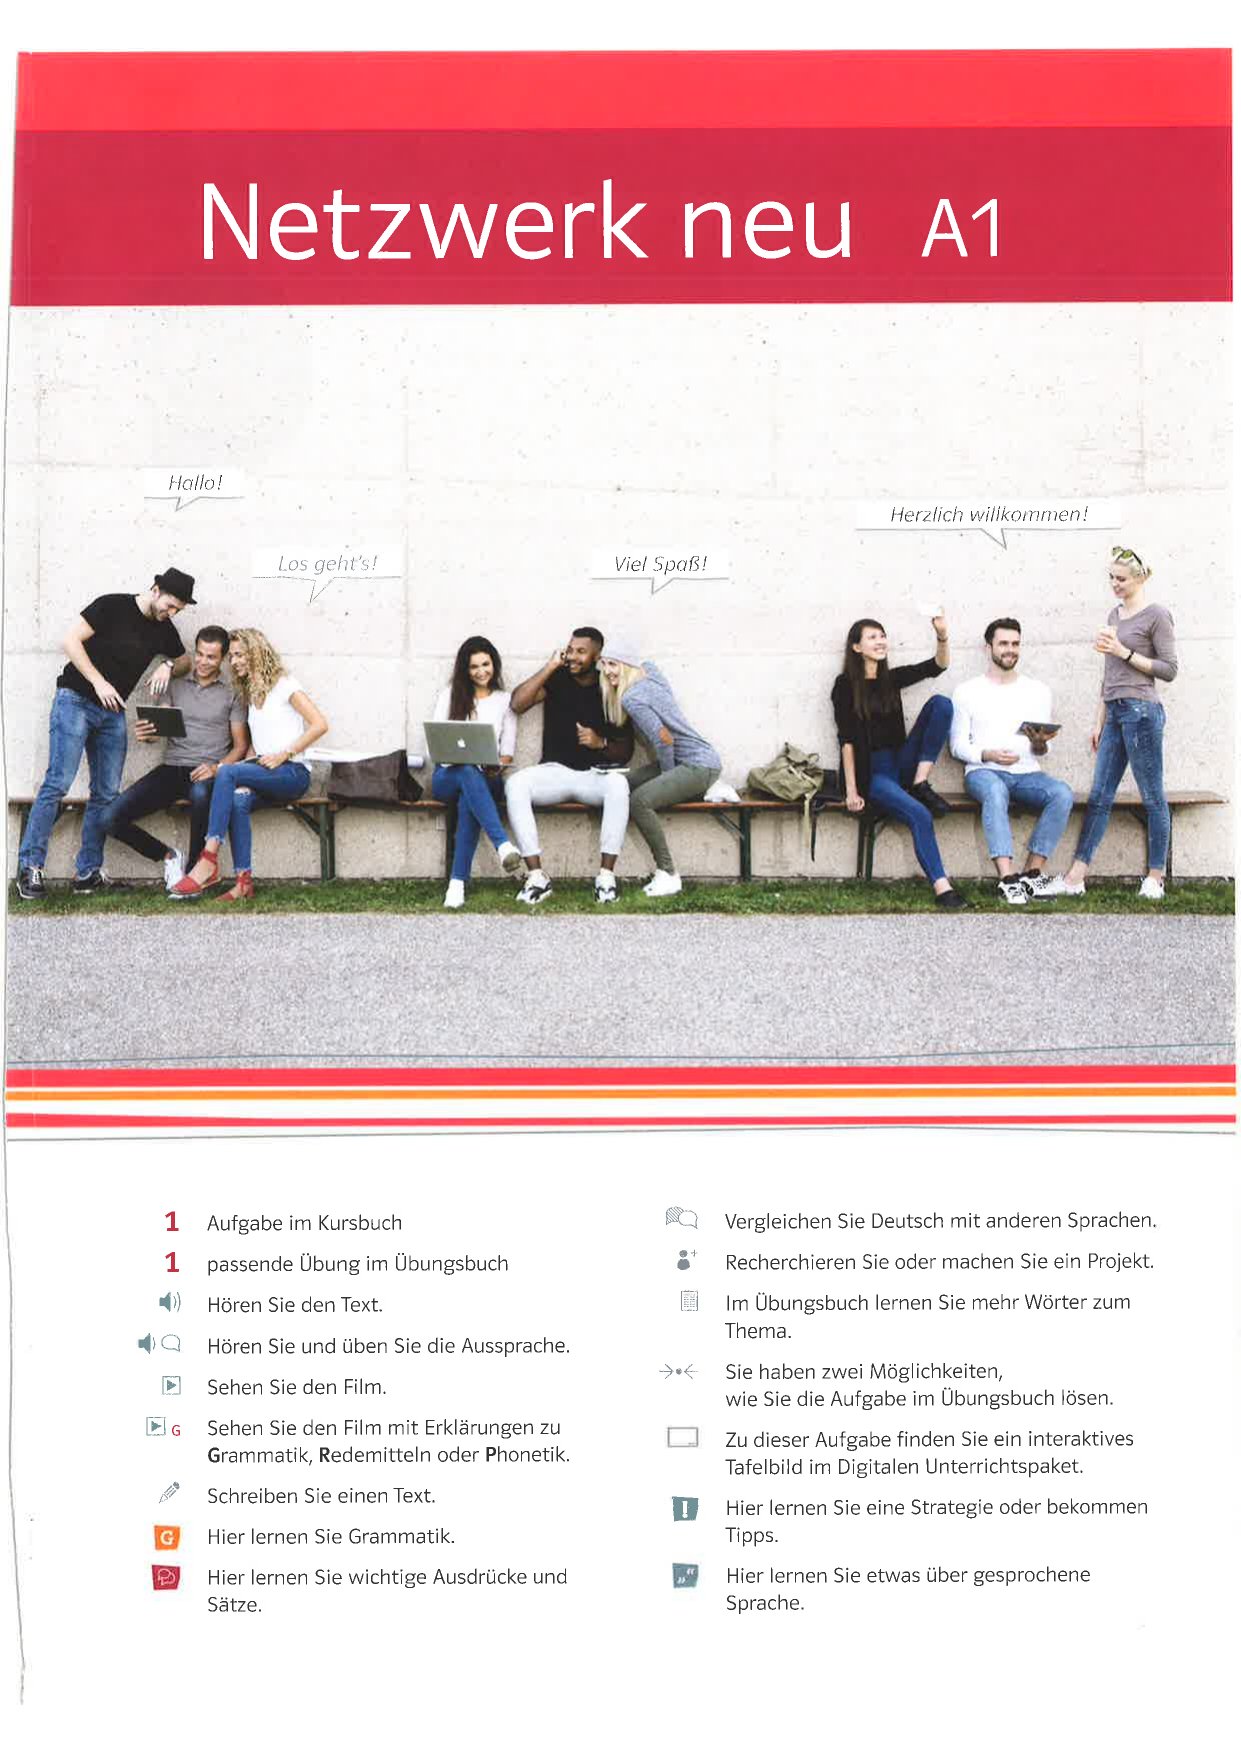 Netzwerk neu A1
Hallo!
Los geht's!
Viel Spaß!
Herzlich willkommen!
1 Aufgabe im Kursbuch
1 passende Übung im Übungsbuch
Hören Sie den Text.
Hören Sie und üben Sie die Aussprache.
Sehen Sie den Film.
G Sehen Sie den Film mit Erklärungen zu
Grammatik, Redemitteln oder Phonetik.
Schreiben Sie einen Text.
G Hier lernen Sie Grammatik.
Hier lernen Sie wichtige Ausdrücke und
Sätze.
Vergleichen Sie Deutsch mit anderen Sprachen.
Recherchieren Sie oder machen Sie ein Projekt.
Im Übungsbuch lernen Sie mehr Wörter zum
Thema.
Sie haben zwei Möglichkeiten,
wie Sie die Aufgabe im Übungsbuch lösen.
Zu dieser Aufgabe finden Sie ein interaktives
Tafelbild im Digitalen Unterrichtspaket.
! Hier lernen Sie eine Strategie oder bekommen
Tipps.
„“ Hier lernen Sie etwas über gesprochene
Sprache.